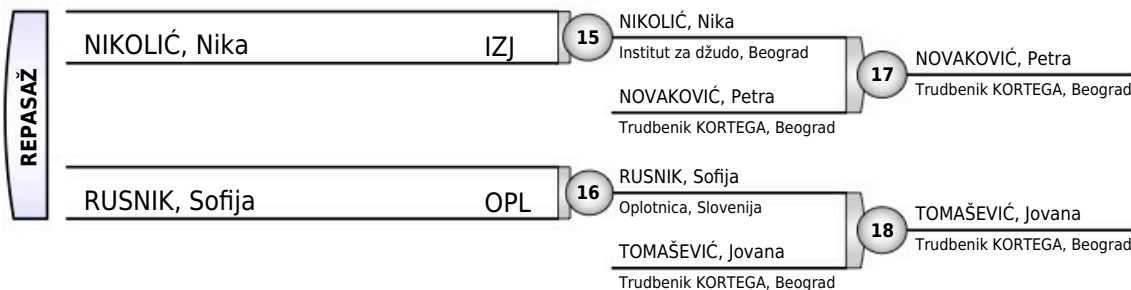 REPASAŽ
NIKOLIĆ, Nika IZJ
15
NIKOLIĆ, Nika
Institut za džudo, Beograd
NOVAKOVIĆ, Petra
Trudbenik KORTEGA, Beograd
17
NOVAKOVIĆ, Petra
Trudbenik KORTEGA, Beograd
RUSNIK, Sofija OPL
16
RUSNIK, Sofija
Oplotnica, Slovenija
TOMAŠEVIĆ, Jovana
Trudbenik KORTEGA, Beograd
18
TOMAŠEVIĆ, Jovana
Trudbenik KORTEGA, Beograd